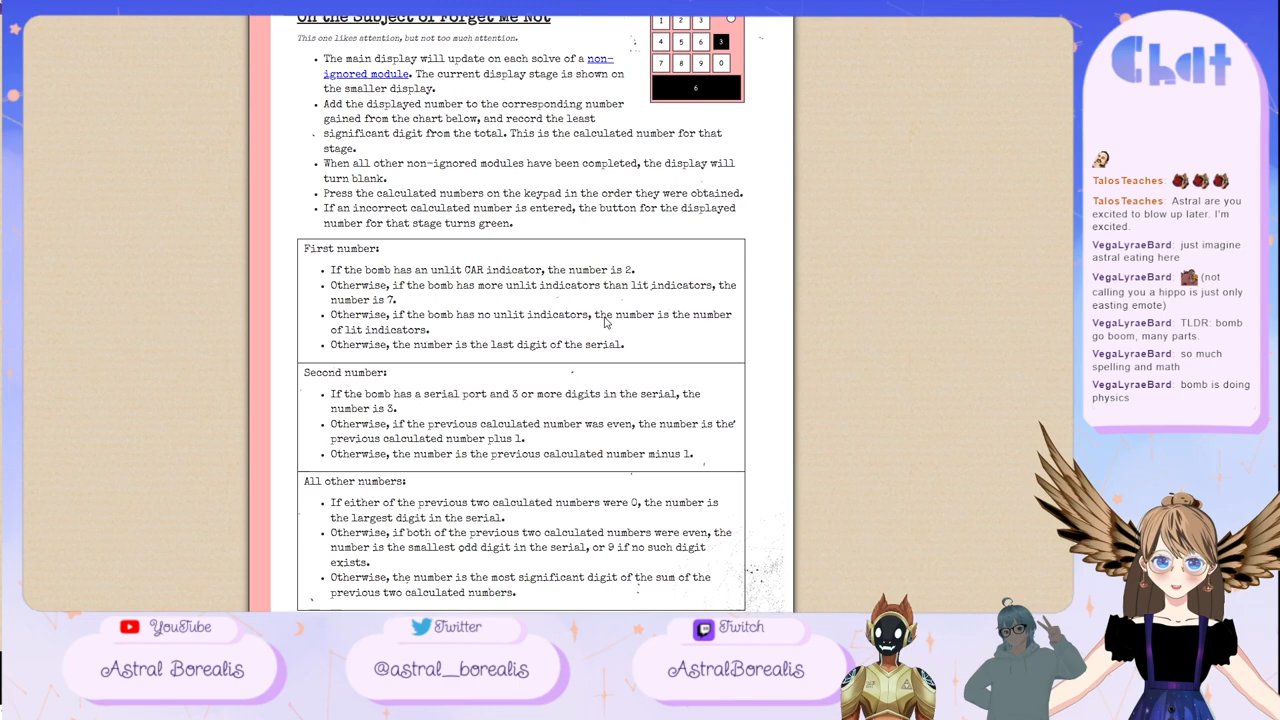 On the Subject of Forget Me Not
This one likes attention, but not too much attention.
The main display will update on each solve of a non-
ignored module. The current display stage is shown on
the smaller display.
Add the displayed number to the corresponding number
gained from the chart below, and record the least
significant digit from the total. This is the calculated number for that
stage.
When all other non-ignored modules have been completed, the display will
turn blank.
Press the calculated numbers on the keypad in the order they were obtained.
If an incorrect calculated number is entered, the button for the displayed
number for that stage turns green.
1 2 3
4 5 6 3
7 8 9 0
6
First number:
If the bomb has an unlit CAR indicator, the number is 2.
Otherwise, if the bomb has more unlit indicators than lit indicators, the
number is 7.
Otherwise, if the bomb has no unlit indicators, the number is the number
of lit indicators.
Otherwise, the number is the last digit of the serial.
Second number:
If the bomb has a serial port and 3 or more digits in the serial, the
number is 3.
Otherwise, if the previous calculated number was even, the number is the
previous calculated number plus 1.
Otherwise, the number is the previous calculated number minus 1.
All other numbers:
If either of the previous two calculated numbers were 0, the number is
the largest digit in the serial.
Otherwise, if both of the previous two calculated numbers were even, the
number is the smallest odd digit in the serial, or 9 if no such digit
exists.
Otherwise, the number is the most significant digit of the sum of the
previous two calculated numbers.
Chat
TalosTeaches:
TalosTeaches: Astral are you
excited to blow up later. I'm
excited.
VegaLyraeBard: just imagine
astral eating here
VegaLyraeBard: (not
calling you a hippo is just only
easting emote)
VegaLyraeBard: TLDR: bomb
go boom, many parts.
VegaLyraeBard: so much
spelling and math
VegaLyraeBard: bomb is doing
physics
YouTube
Astral Borealis
Twitter
@astral_borealis
Twitch
AstralBorealis